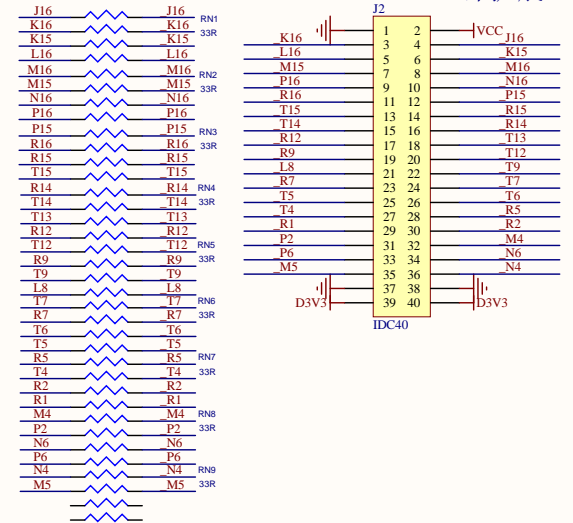 J16 _J16 RN1
K16 _K16
K15 _K15 33R
L16 _L16
M16 _M16 RN2
M15 _M15 33R
N16 _N16
P16 _P16
P15 _P15 RN3
R16 _R16 33R
R15 _R15
T15 _T15
R14 _R14 RN4
T14 _T14 33R
T13 _T13
R12 _R12
T12 _T12 RN5
R9 _R9 33R
T9 _T9
L8 _L8
T7 _T7 RN6
R7 _R7 33R
T6 _T6
T5 _T5
R5 _R5 RN7
T4 _T4 33R
R2 _R2
R1 _R1
M4 _M4 RN8
P2 _P2 33R
N6 _N6
P6 _P6
N4 _N4 RN9
M5 _M5 33R
J2
1 2 VCC
_K16 3 4 _J16
_L16 5 6 _K15
_M15 7 8 _M16
_P16 9 10 _N16
_R16 11 12 _P15
_T15 13 14 _R15
_T14 15 16 _R14
_R12 17 18 _T13
_R9 19 20 _T12
_L8 21 22 _T9
_R7 23 24 _T7
_T5 25 26 _T6
_T4 27 28 _R5
_R1 29 30 _R2
_P2 31 32 _M4
_P6 33 34 _N6
_M5 35 36 _N4
37 38
D3V3 39 40 D3V3
IDC40